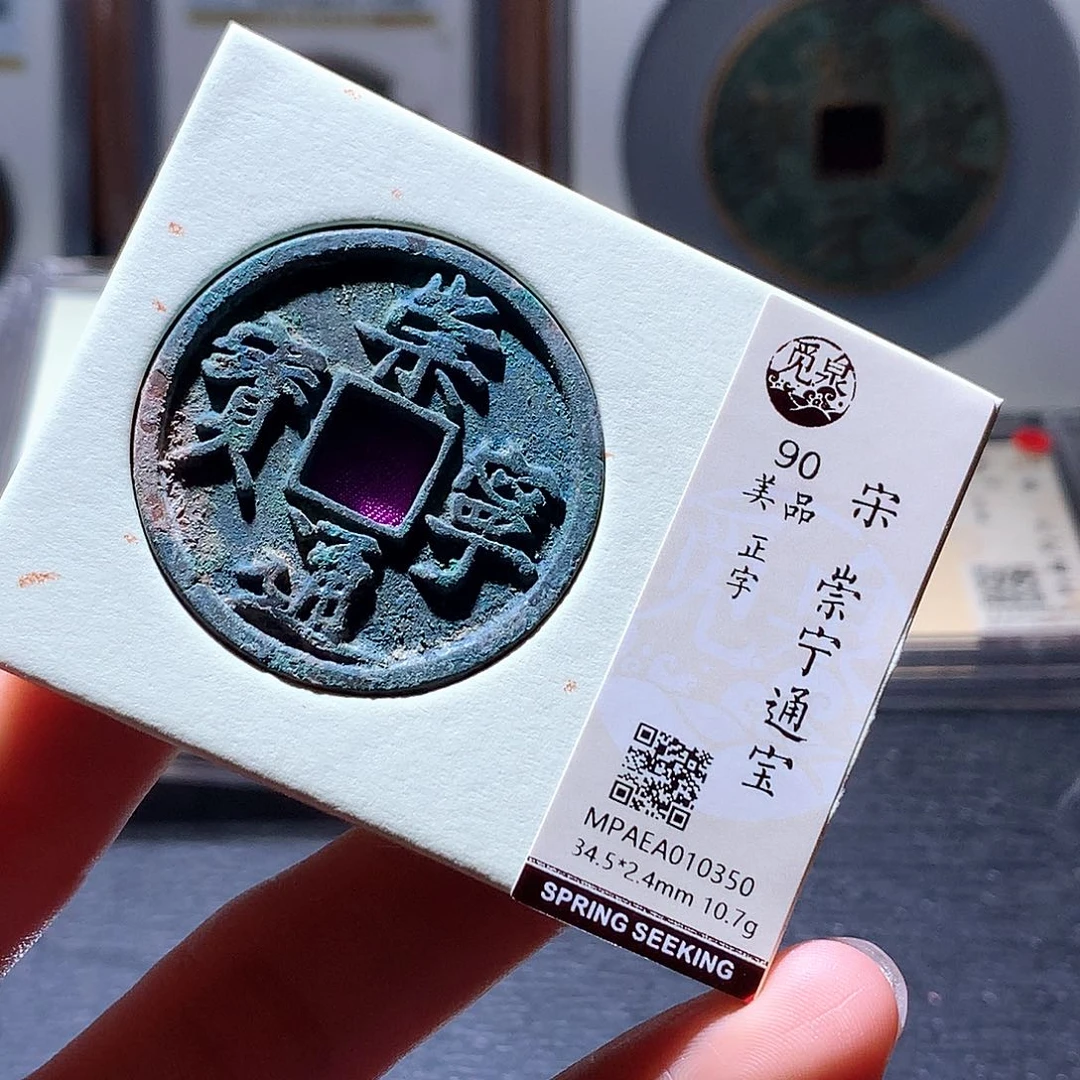 崇寧通寳
觅泉
90
美品
正字
宋 崇宁通宝
MPAEA010350
34.5*2.4mm 10.7g
SPRING SEEKING